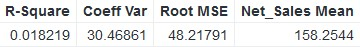 R-Square Coeff Var Root MSE Net_Sales Mean
0.018219 30.46861 48.21791 158.2544